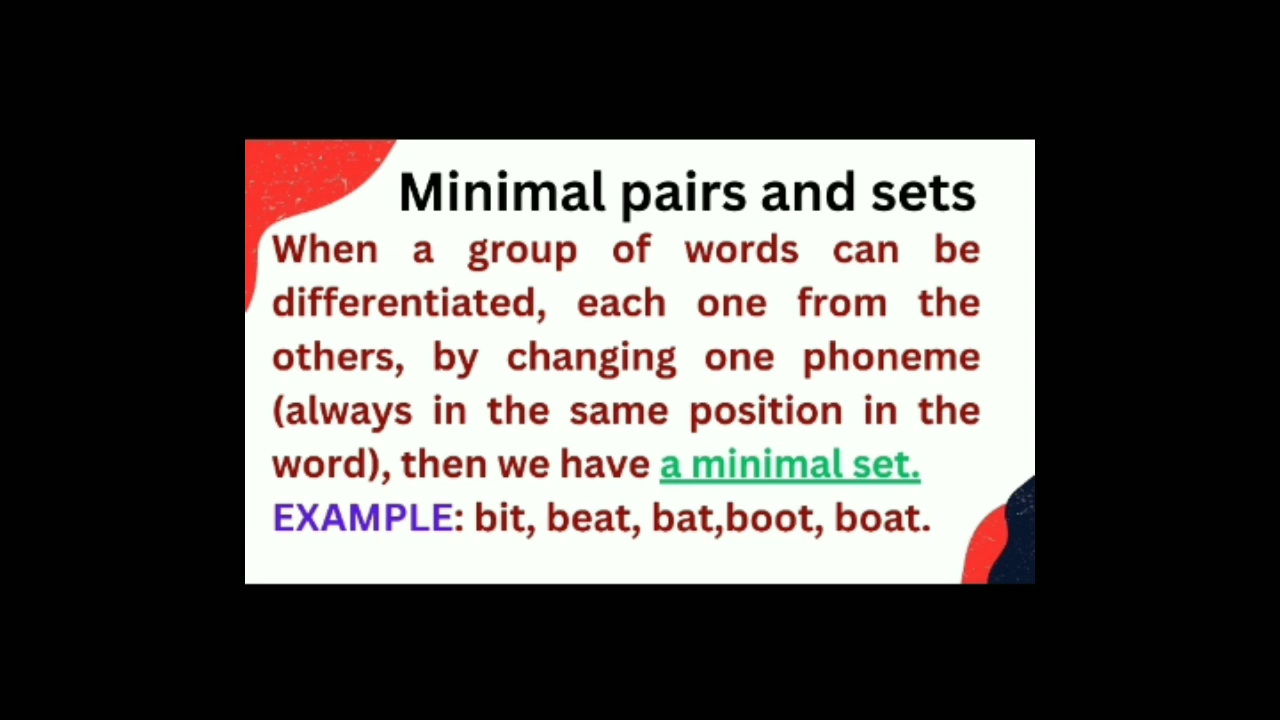 Minimal pairs and sets
When a group of words can be
differentiated, each one from the
others, by changing one phoneme
(always in the same position in the
word), then we have a minimal set.
EXAMPLE: bit, beat, bat,boot, boat.